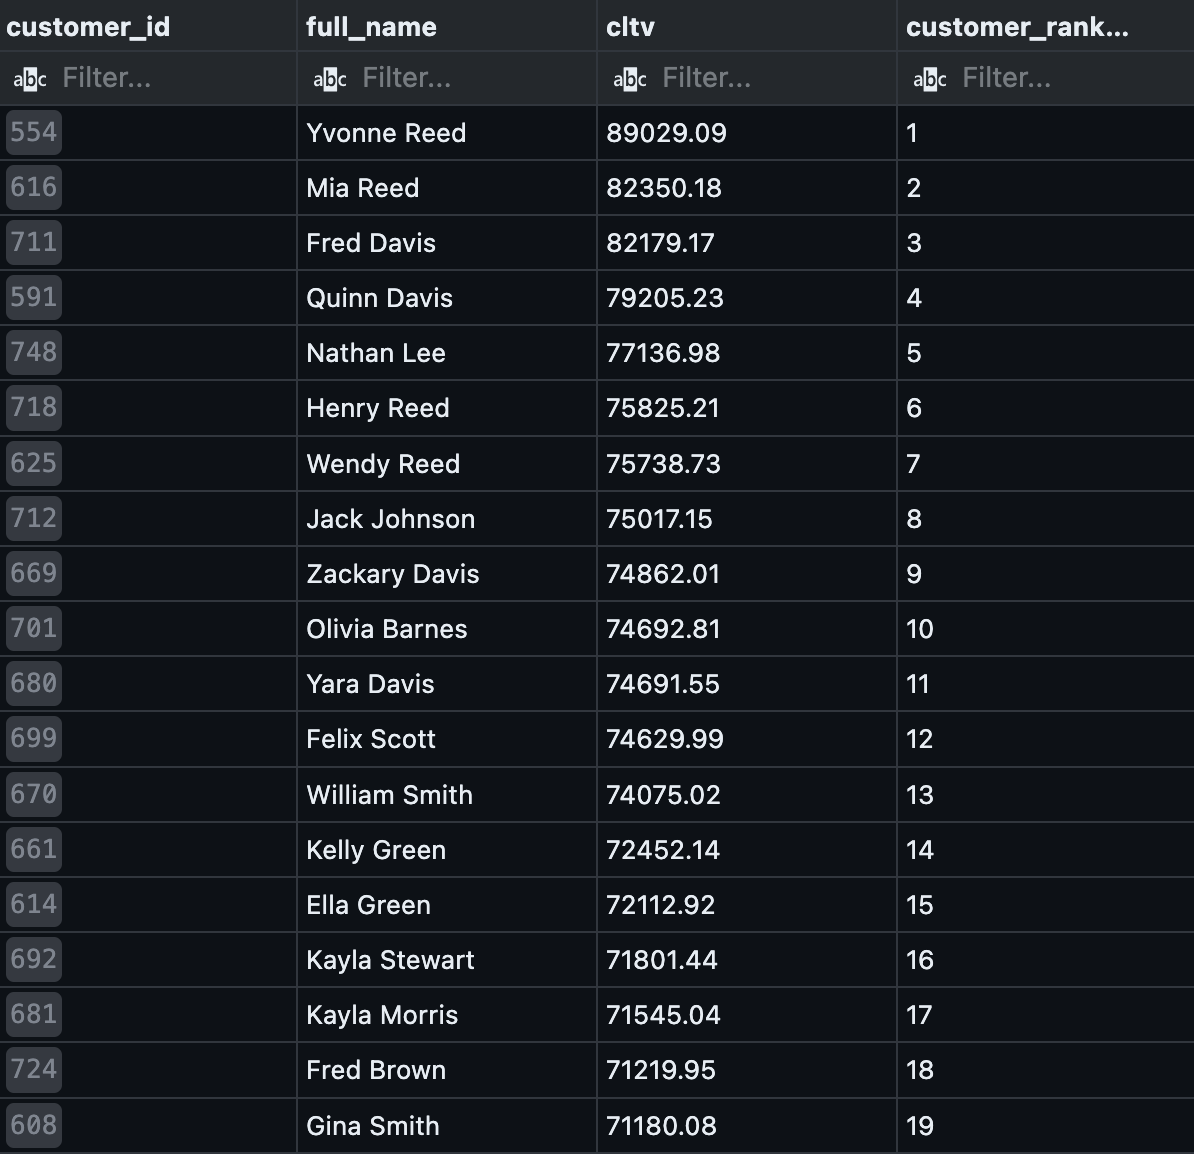 customer_id full_name cltv customer_rank...
abc Filter... abc Filter... abc Filter... abc Filter...
554 Yvonne Reed 89029.09 1
616 Mia Reed 82350.18 2
711 Fred Davis 82179.17 3
591 Quinn Davis 79205.23 4
748 Nathan Lee 77136.98 5
718 Henry Reed 75825.21 6
625 Wendy Reed 75738.73 7
712 Jack Johnson 75017.15 8
669 Zackary Davis 74862.01 9
701 Olivia Barnes 74692.81 10
680 Yara Davis 74691.55 11
699 Felix Scott 74629.99 12
670 William Smith 74075.02 13
661 Kelly Green 72452.14 14
614 Ella Green 72112.92 15
692 Kayla Stewart 71801.44 16
681 Kayla Morris 71545.04 17
724 Fred Brown 71219.95 18
608 Gina Smith 71180.08 19